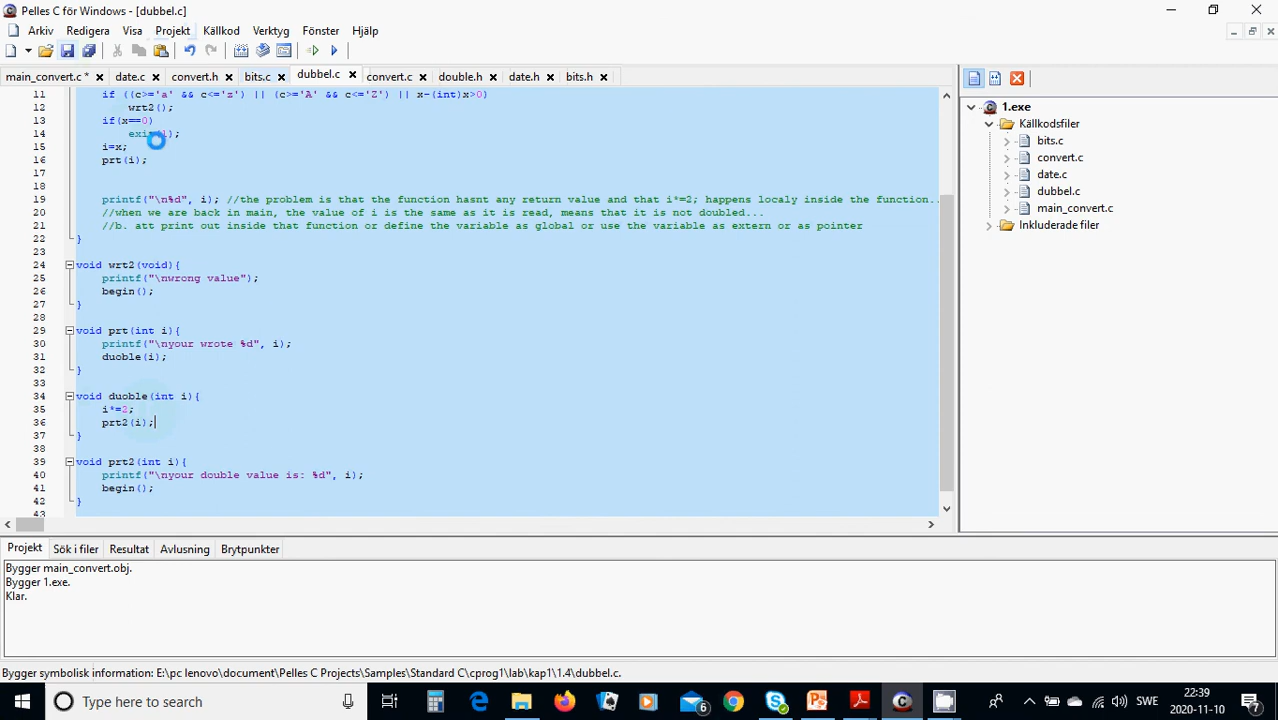 Pelles C för Windows - [dubbel.c]
Arkiv Redigera Visa Projekt Källkod Verktyg Fönster Hjälp
main_convert.c * date.c convert.h bits.c dubbel.c convert.c double.h date.h bits.h
11 if ((c>='a' && c<='z') || (c>='A' && c<='Z') || x-(int)x>0)
12 wrt2();
13 if(x==0)
14 exit(1);
15 i=x;
16 prt(i);
17
18
19 printf("\n%d", i); //the problem is that the function hasnt any return value and that i*=2; happens localy inside the function..
20 //when we are back in main, the value of i is the same as it is read, means that it is not doubled...
21 //b. att print out inside that function or define the variable as global or use the variable as extern or as pointer
22 }
23
24 void wrt2(void){
25 printf("\nwrong value");
26 begin();
27 }
28
29 void prt(int i){
30 printf("\nyour wrote %d", i);
31 duoble(i);
32 }
33
34 void duoble(int i){
35 i*=2;
36 prt2(i);
37 }
38
39 void prt2(int i){
40 printf("\nyour double value is: %d", i);
41 begin();
42 }
43
1.exe
Källkodsfiler
bits.c
convert.c
date.c
dubbel.c
main_convert.c
Inkluderade filer
Projekt Sök i filer Resultat Avlusning Brytpunkter
Bygger main_convert.obj.
Bygger 1.exe.
Klar.
Bygger symbolisk information: E:\pc lenovo\document\Pelles C Projects\Samples\Standard C\cprog1\lab\kap1\1.4\dubbel.c.
Type here to search
6
SWE
22:39
2020-11-10
7